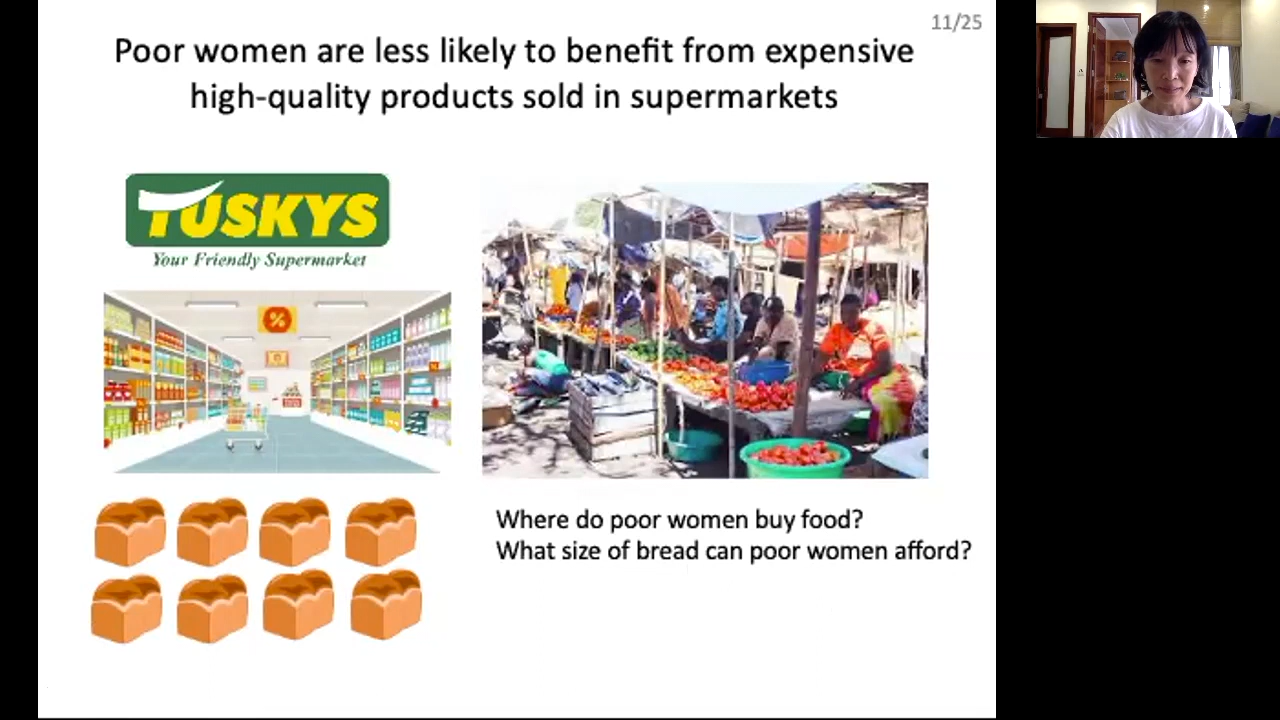 11/25
Poor women are less likely to benefit from expensive
high-quality products sold in supermarkets
TUSKYS
Your Friendly Supermarket
%
Where do poor women buy food?
What size of bread can poor women afford?